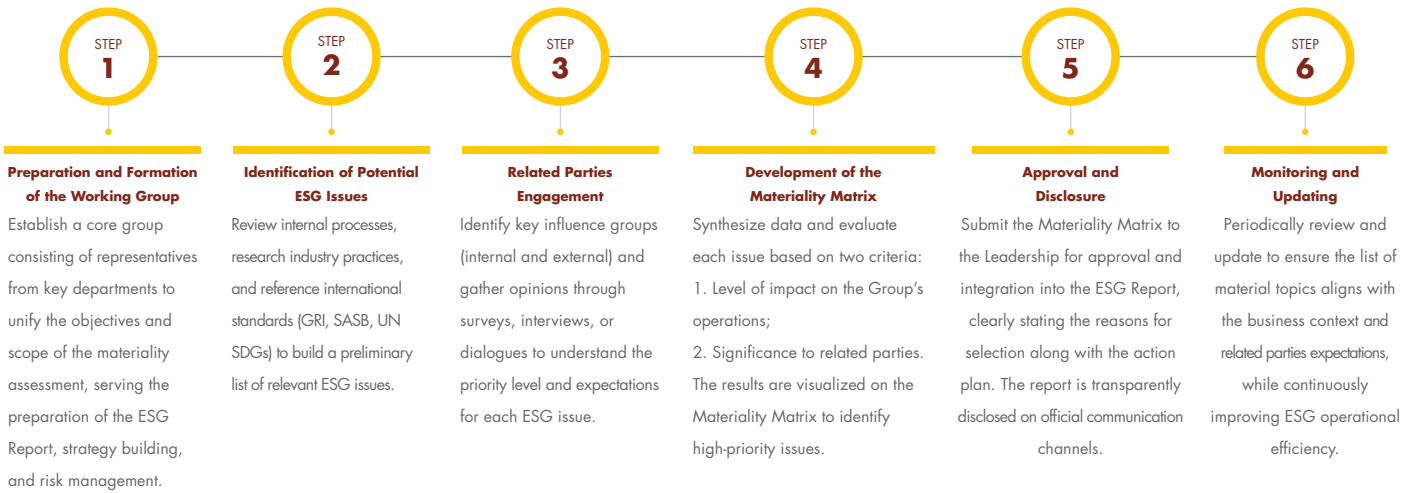 STEP
1
STEP
2
STEP
3
STEP
4
STEP
5
STEP
6
Preparation and Formation
of the Working Group
Establish a core group
consisting of representatives
from key departments to
unify the objectives and
scope of the materiality
assessment, serving the
preparation of the ESG
Report, strategy building,
and risk management.
Identification of Potential
ESG Issues
Review internal processes,
research industry practices,
and reference international
standards (GRI, SASB, UN
SDGs) to build a preliminary
list of relevant ESG issues.
Related Parties
Engagement
Identify key influence groups
(internal and external) and
gather opinions through
surveys, interviews, or
dialogues to understand the
priority level and expectations
for each ESG issue.
Development of the
Materiality Matrix
Synthesize data and evaluate
each issue based on two criteria:
1. Level of impact on the Group's
operations;
2. Significance to related parties.
The results are visualized on the
Materiality Matrix to identify
high-priority issues.
Approval and
Disclosure
Submit the Materiality Matrix to
the Leadership for approval and
integration into the ESG Report,
clearly stating the reasons for
selection along with the action
plan. The report is transparently
disclosed on official communication
channels.
Monitoring and
Updating
Periodically review and
update to ensure the list of
material topics aligns with
the business context and
related parties expectations,
while continuously
improving ESG operational
efficiency.